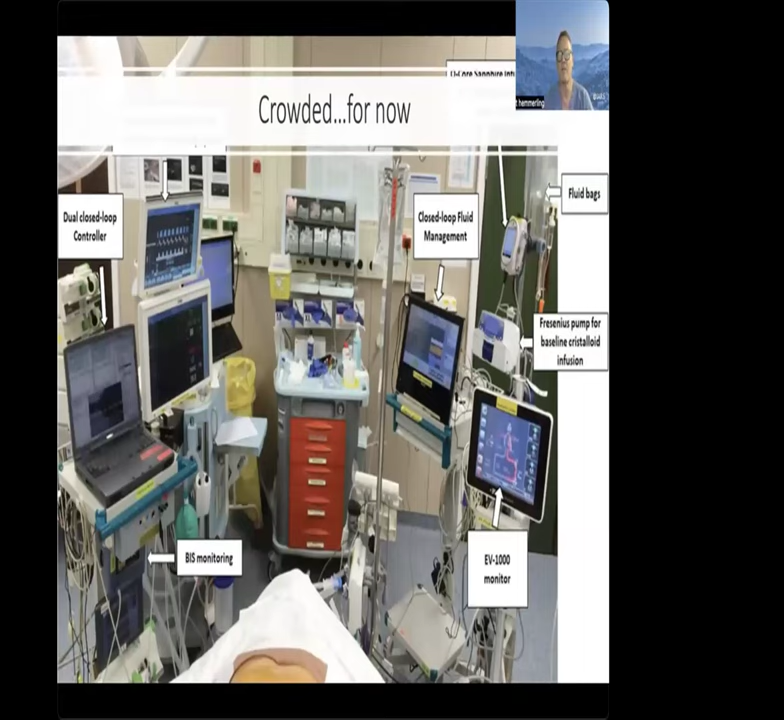 Crowded...for now
t hemmerling
Dual closed-loop
Controller
Closed-loop Fluid
Management
Fluid bags
Fresenius pump for
baseline cristalloid
infusion
BIS monitoring
EV-1000
monitor